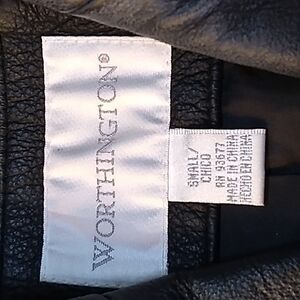 WORTHINGTON®
SMALL/
CHICO
RN 93677
MADE IN CHINA
HECHO EN CHINA